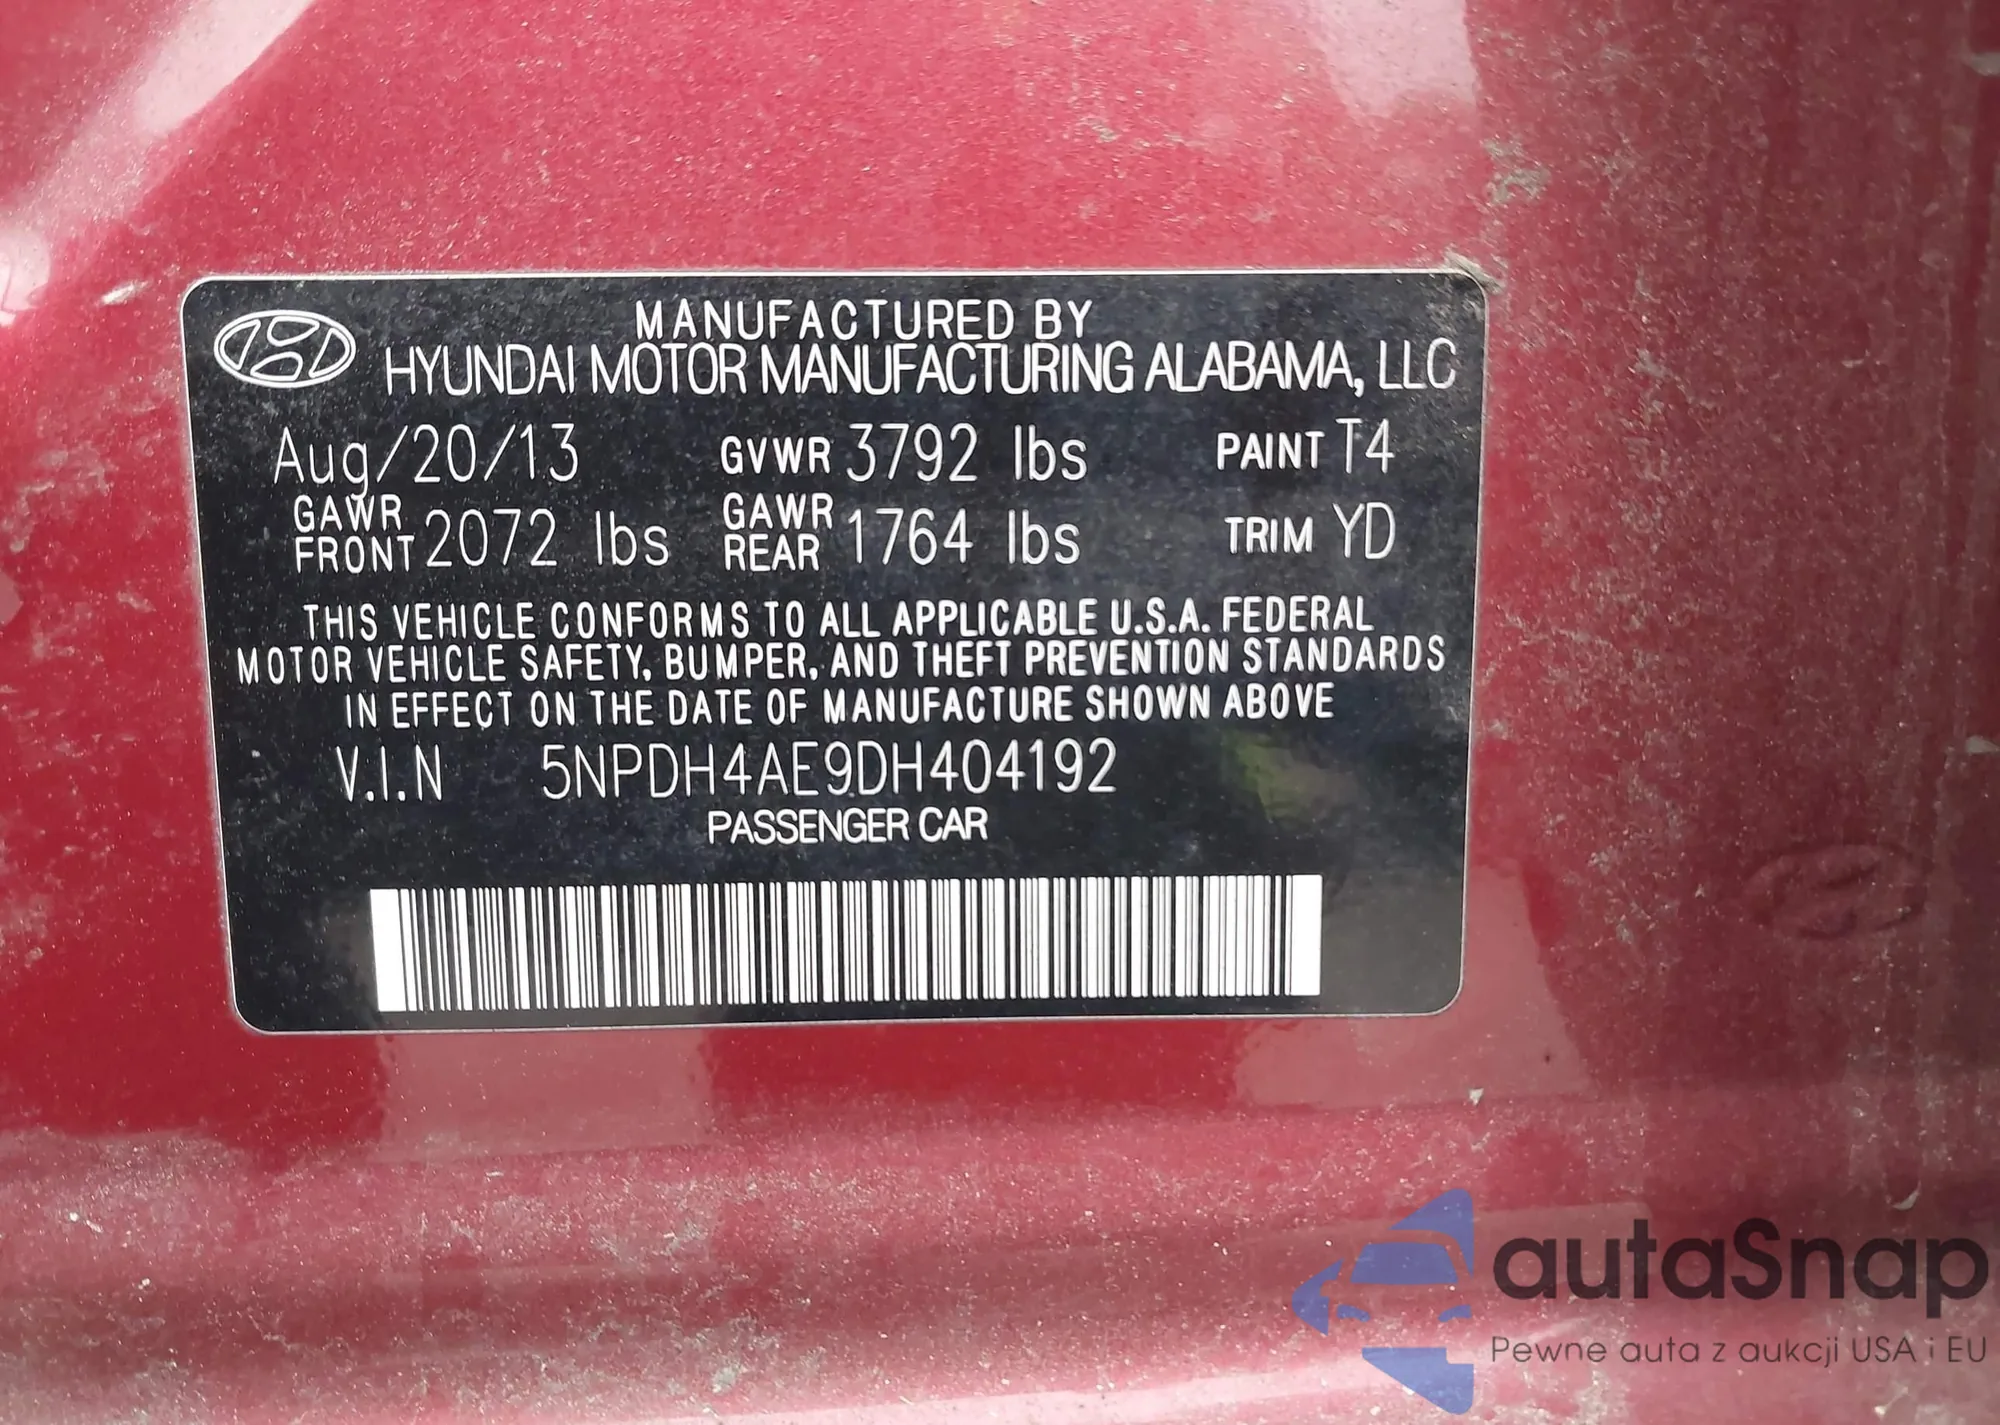 MANUFACTURED BY
HYUNDAI MOTOR MANUFACTURING ALABAMA, LLC
Aug/20/13 GVWR 3792 lbs PAINT T4
GAWR FRONT 2072 lbs GAWR REAR 1764 lbs TRIM YD
THIS VEHICLE CONFORMS TO ALL APPLICABLE U.S.A. FEDERAL
MOTOR VEHICLE SAFETY, BUMPER, AND THEFT PREVENTION STANDARDS
IN EFFECT ON THE DATE OF MANUFACTURE SHOWN ABOVE
V.I.N 5NPDH4AE9DH404192
PASSENGER CAR
autaSnap
Pewne auta z aukcji USA i EU